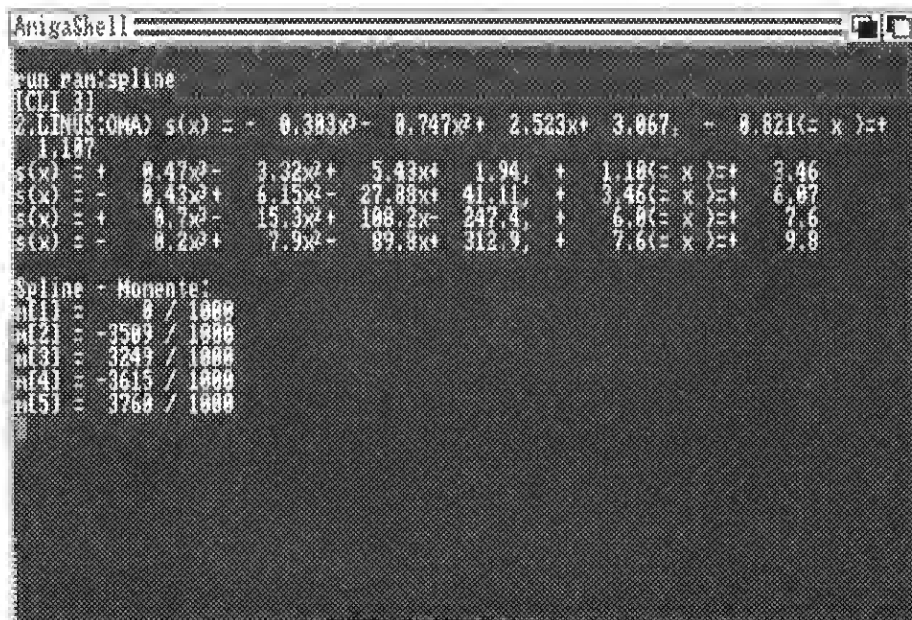 AmigaShell
run ram:spline
[CLI 3]
2.LINUS:OMA> s(x) = - 0.303x³- 0.747x²+ 2.523x+ 3.067, - 0.821(= x )=+
1.107
s(x) = + 0.47x³- 3.32x²+ 5.43x+ 1.94, + 1.10(= x )=+ 3.46
s(x) = - 0.43x³+ 6.15x²- 27.88x+ 41.11, + 3.46(= x )=+ 6.07
s(x) = + 0.7x³- 15.3x²+ 108.2x- 247.4, + 6.0(= x )=+ 7.6
s(x) = - 0.2x³+ 7.9x²- 89.8x+ 312.9, + 7.6(= x )=+ 9.8
Spline - Momente:
m[1] = 0 / 1000
m[2] = -3509 / 1000
m[3] = 3249 / 1000
m[4] = -3615 / 1000
m[5] = 3760 / 1000